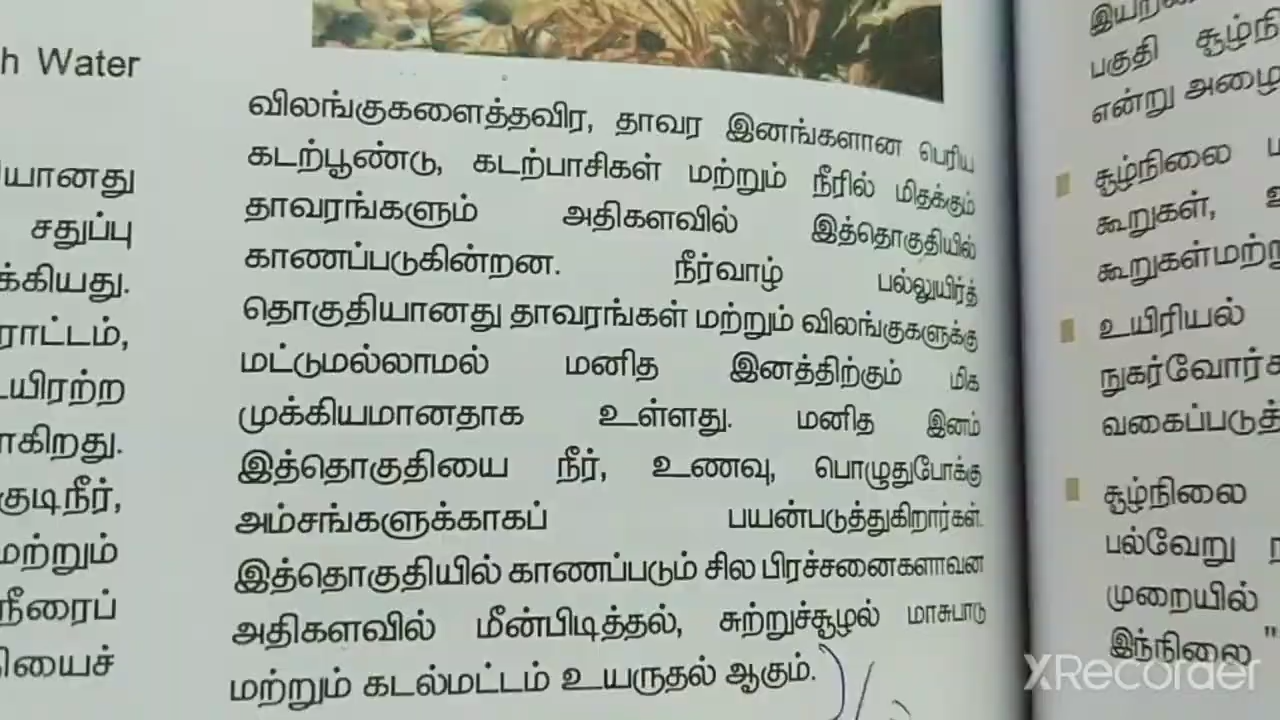 h Water
யானது
சதுப்பு
க்கியது.
ராட்டம்,
யிரற்ற
ாகிறது.
குடிநீர்,
மற்றும்
நீரைப்
யைச்
விலங்குகளைத்தவிர, தாவர இனங்களான பெரிய
கடற்பூண்டு, கடற்பாசிகள் மற்றும் நீரில் மிதக்கும்
தாவரங்களும் அதிகளவில் இத்தொகுதியில்
காணப்படுகின்றன. நீர்வாழ் பல்லுயிர்த்
தொகுதியானது தாவரங்கள் மற்றும் விலங்குகளுக்கு
மட்டுமல்லாமல் மனித இனத்திற்கும் மிக
முக்கியமானதாக உள்ளது. மனித இனம்
இத்தொகுதியை நீர், உணவு, பொழுதுபோக்கு
அம்சங்களுக்காகப் பயன்படுத்துகிறார்கள்.
இத்தொகுதியில் காணப்படும் சில பிரச்சனைகளாவன
அதிகளவில் மீன்பிடித்தல், சுற்றுச்சூழல் மாசுபாடு
மற்றும் கடல்மட்டம் உயருதல் ஆகும்.
பகுதி சூழ்நி
என்று அழை
சூழ்நிலை ப
கூறுகள்,
கூறுகள்மற்று
உயிரியல்
நுகர்வோர்க
வகைப்படுத்
சூழ்நிலை
பல்வேறு ந
முறையில்
இந்நிலை "
XRecorder